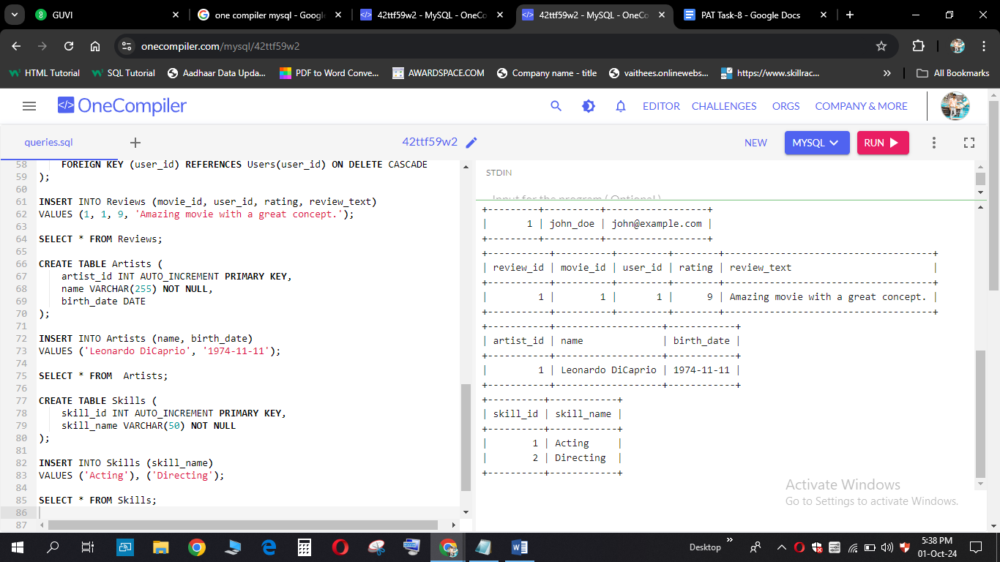 GUVI
one compiler mysql - Googl
42ttf59w2 - MySQL - OneCo
42ttf59w2 - MySQL - OneCo
PAT Task-8 - Google Docs
onecompiler.com/mysql/42ttf59w2
HTML Tutorial
SQL Tutorial
Aadhaar Data Upda...
PDF to Word Conve...
AWARDSPACE.COM
Company name - title
vaithees.onlinewebs...
https://www.skillrac...
»
All Bookmarks
OneCompiler
EDITOR
CHALLENGES
ORGS
COMPANY & MORE
queries.sql
42ttf59w2
NEW
MYSQL
RUN
58 FOREIGN KEY (user_id) REFERENCES Users(user_id) ON DELETE CASCADE
59 );
60
61 INSERT INTO Reviews (movie_id, user_id, rating, review_text)
62 VALUES (1, 1, 9, 'Amazing movie with a great concept.');
63
64 SELECT * FROM Reviews;
65
66 CREATE TABLE Artists (
67 artist_id INT AUTO_INCREMENT PRIMARY KEY,
68 name VARCHAR(255) NOT NULL,
69 birth_date DATE
70 );
71
72 INSERT INTO Artists (name, birth_date)
73 VALUES ('Leonardo DiCaprio', '1974-11-11');
74
75 SELECT * FROM  Artists;
76
77 CREATE TABLE Skills (
78 skill_id INT AUTO_INCREMENT PRIMARY KEY,
79 skill_name VARCHAR(50) NOT NULL
80 );
81
82 INSERT INTO Skills (skill_name)
83 VALUES ('Acting'), ('Directing');
84
85 SELECT * FROM Skills;
86
87
STDIN
Input for the program ( Optional )
+---------+----------+------------------+
|       1 | john_doe | john@example.com |
+---------+----------+------------------+
+-----------+----------+---------+--------+-------------------------------------+
| review_id | movie_id | user_id | rating | review_text                         |
+-----------+----------+---------+--------+-------------------------------------+
|         1 |        1 |       1 |      9 | Amazing movie with a great concept. |
+-----------+----------+---------+--------+-------------------------------------+
+-----------+-------------------+------------+
| artist_id | name              | birth_date |
+-----------+-------------------+------------+
|         1 | Leonardo DiCaprio | 1974-11-11 |
+-----------+-------------------+------------+
+----------+------------+
| skill_id | skill_name |
+----------+------------+
|        1 | Acting     |
|        2 | Directing  |
+----------+------------+
Activate Windows
Go to Settings to activate Windows.
Desktop
»
5:38 PM
01-Oct-24